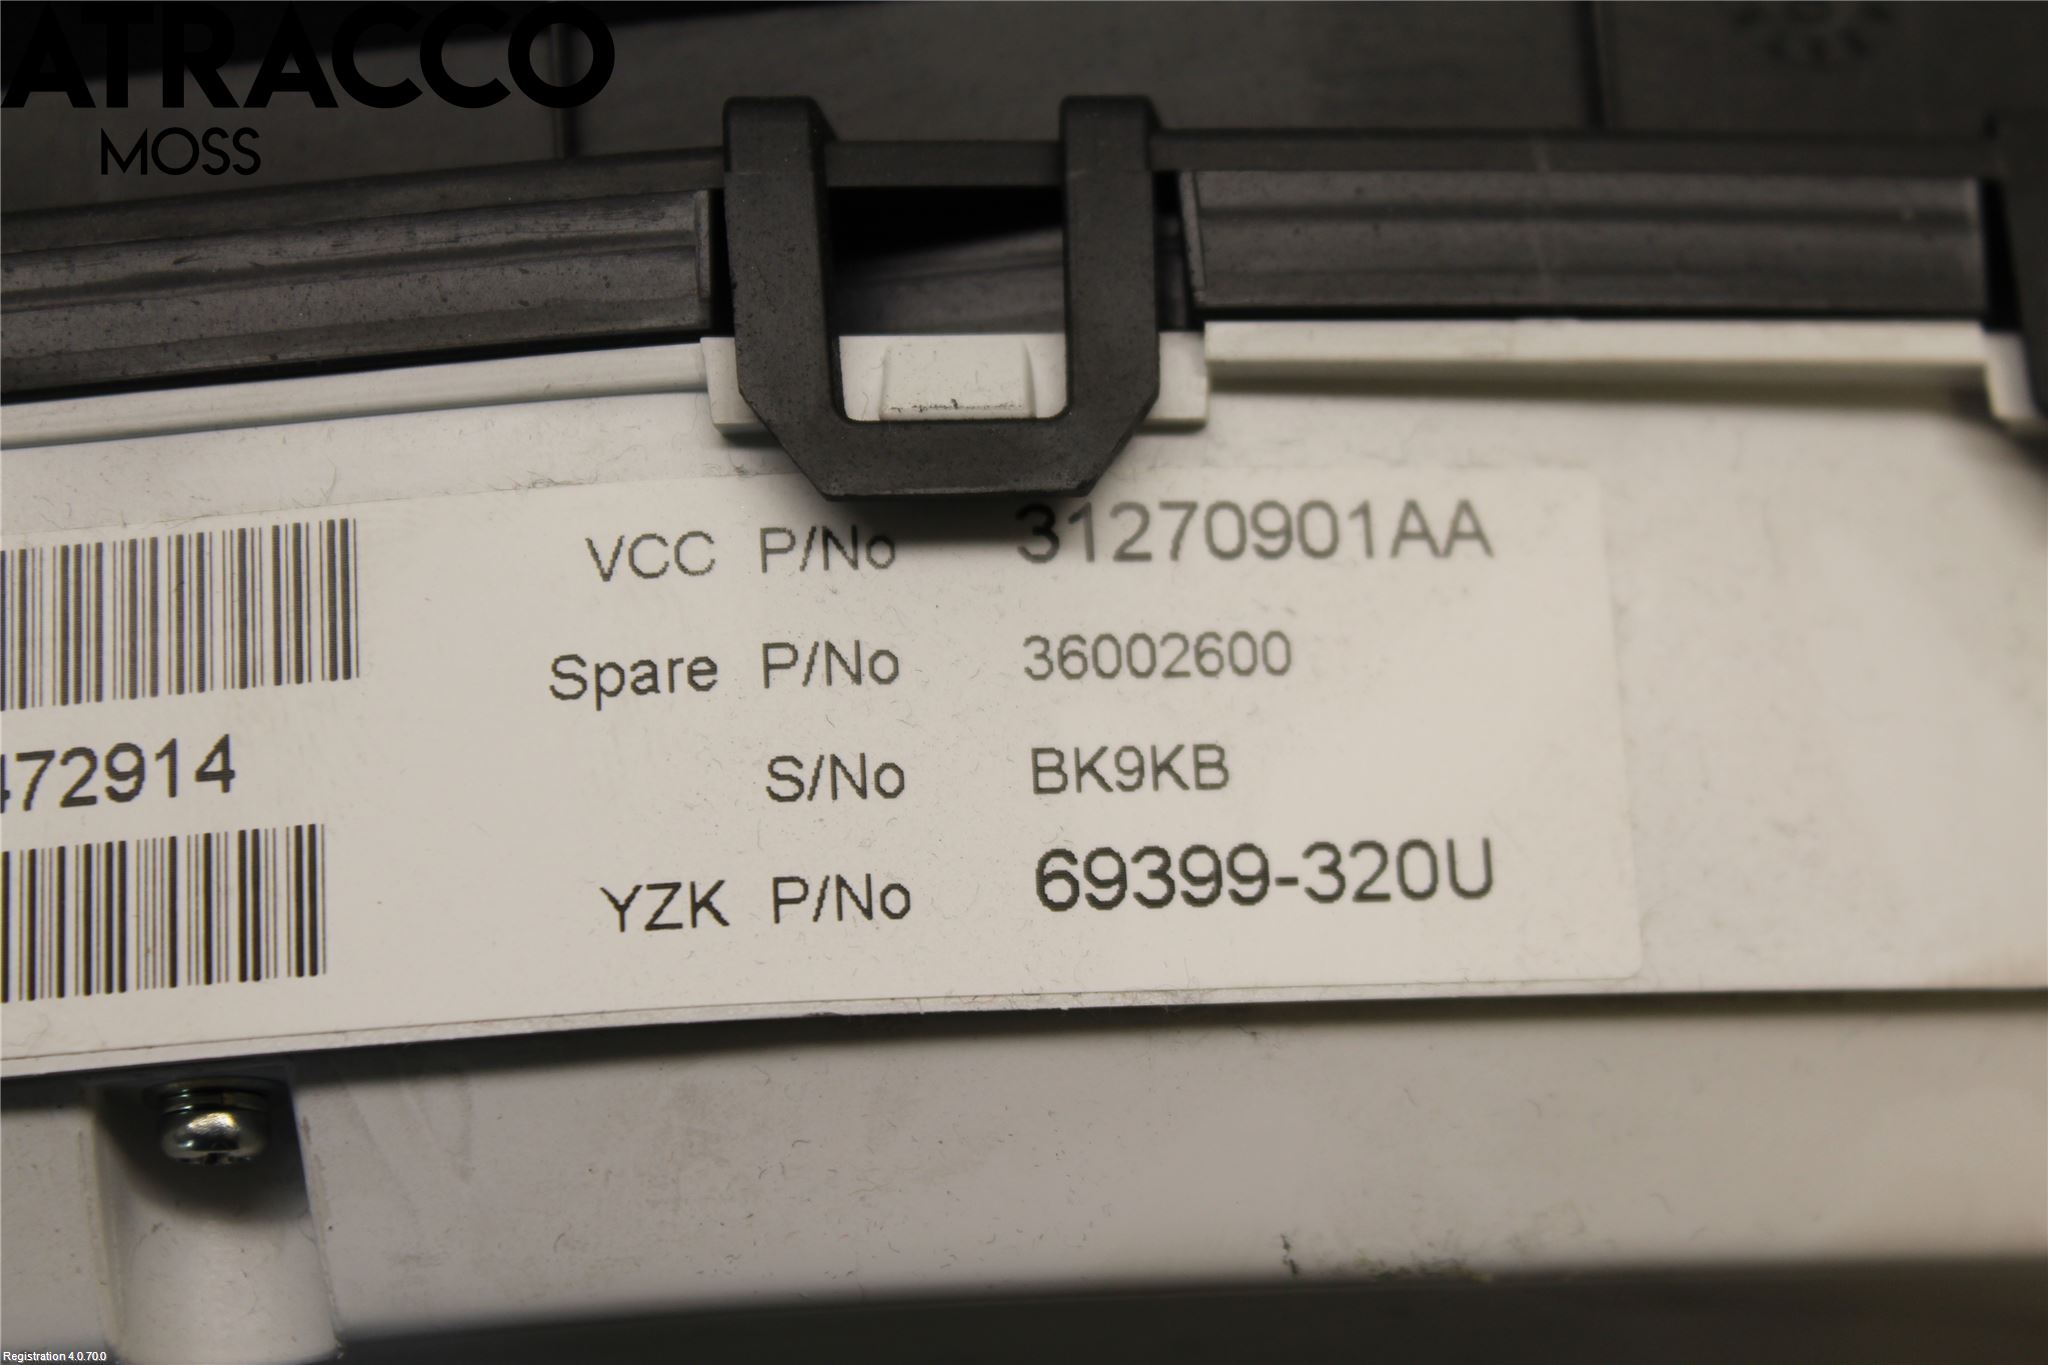 ATRACCO
MOSS
VCC P/No 31270901AA
Spare P/No 36002600
472914
S/No BK9KB
YZK P/No 69399-320U
Registration 4.0.70.0